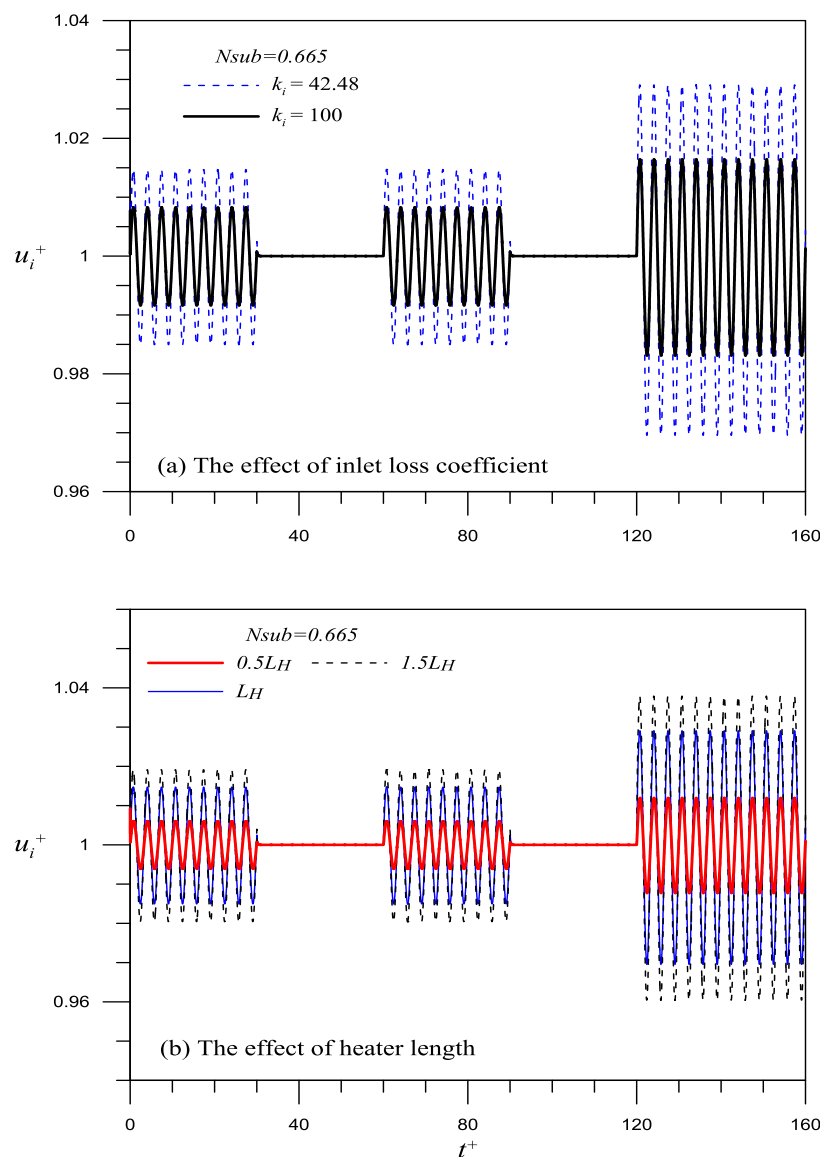 1.04
Nsub=0.665
k_i = 42.48
k_i = 100
1.02
u_i^+
1
0.98
(a) The effect of inlet loss coefficient
0.96
0 40 80 120 160
Nsub=0.665
0.5L_H 1.5L_H
L_H
1.04
u_i^+
1
0.96
(b) The effect of heater length
0 40 80 120 160
t^+